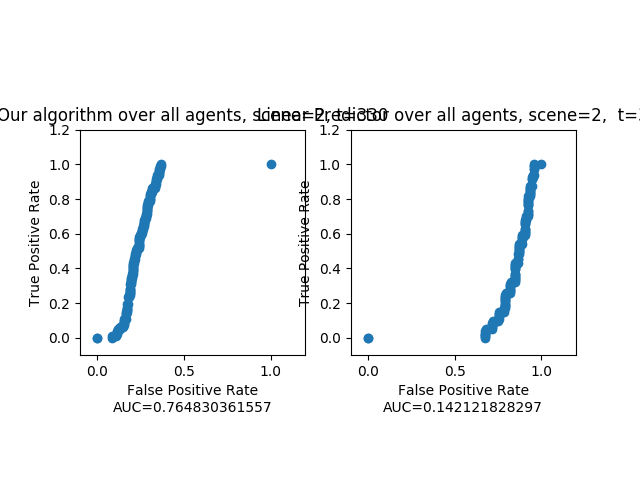 Our algorithm over all agents, scene=2, t=330
Linear Predictor over all agents, scene=2, t=3
1.2
1.0
0.8
0.6
0.4
0.2
0.0
True Positive Rate
0.0 0.5 1.0
False Positive Rate
AUC=0.764830361557
1.2
1.0
0.8
0.6
0.4
0.2
0.0
True Positive Rate
0.0 0.5 1.0
False Positive Rate
AUC=0.142121828297